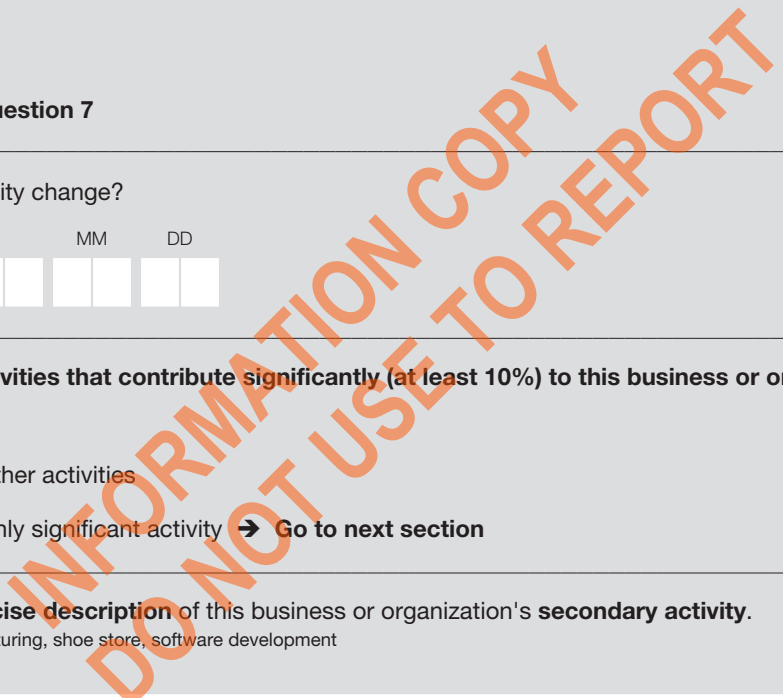 uestion 7
ity change?
MM DD
vities that contribute significantly (at least 10%) to this business or o
ther activities
nly significant activity ➔ Go to next section
cise description of this business or organization's secondary activity.
turing, shoe store, software development
INFORMATION COPY
DO NOT USE TO REPORT